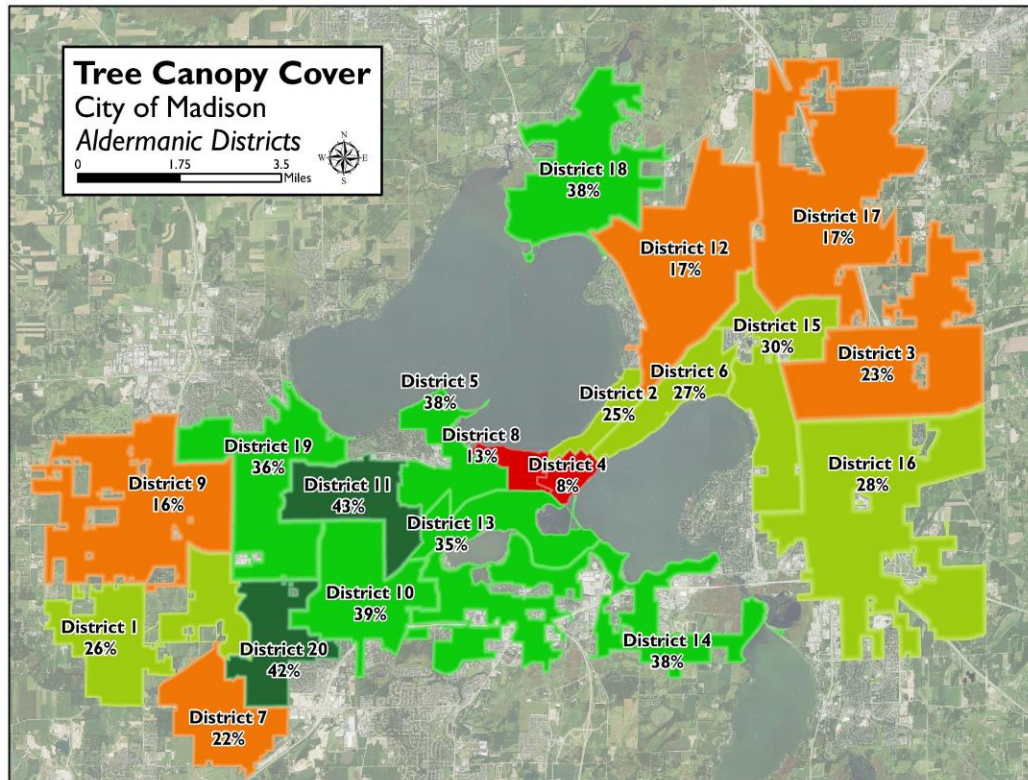 Tree Canopy Cover
City of Madison
Aldermanic Districts
0 1.75 3.5
Miles
N
W E
S
District 18
38%
District 17
17%
District 12
17%
District 15
30%
District 3
23%
District 6
27%
District 2
25%
District 5
38%
District 8
13%
District 4
8%
District 19
36%
District 9
16%
District 11
43%
District 16
28%
District 13
35%
District 10
39%
District 1
26%
District 20
42%
District 14
38%
District 7
22%